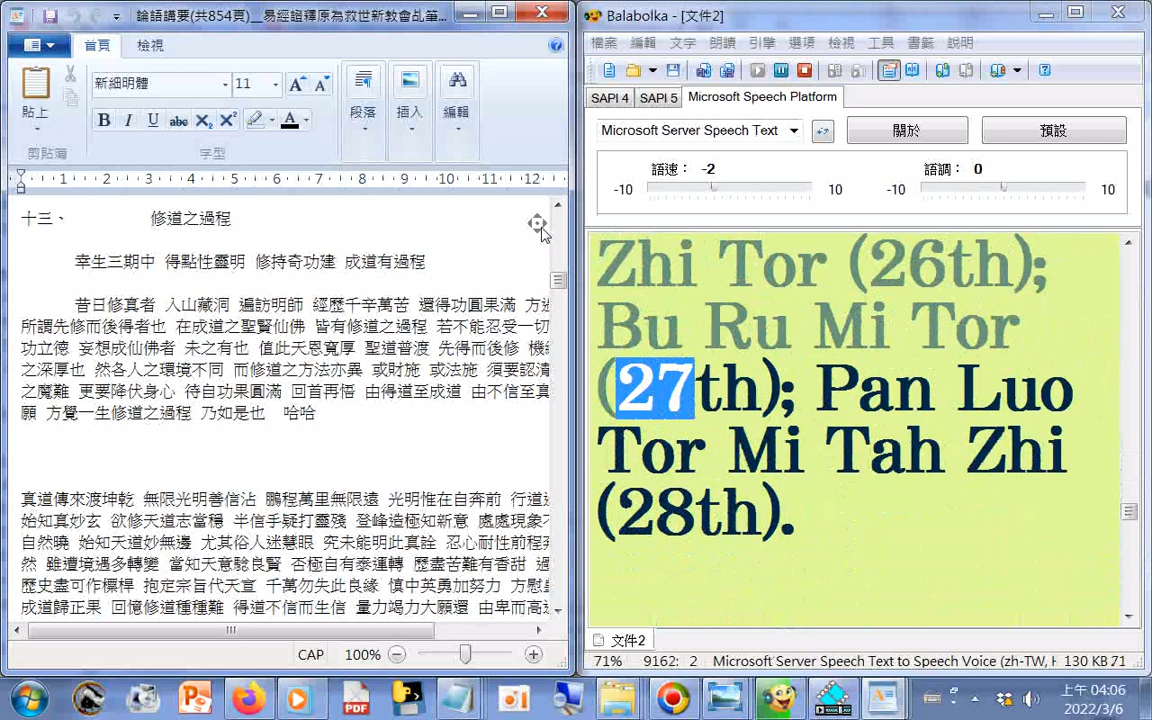 論語講要(共854頁)__易經證釋原為救世新教會乩筆...
首頁 檢視
新細明體 11
貼上
B I U abc X₂ X² A
段落
插入
編輯
剪貼簿
字型
1 2 3 4 5 6 7 8 9 10 11 12
十三、 修道之過程
幸生三期中 得點性靈明 修持奇功建 成道有過程
昔日修真者 入山藏洞 遍訪明師 經歷千辛萬苦 還得功圓果滿 方
所謂先修而後得者也 在成道之聖賢仙佛 皆有修道之過程 若不能忍受一切
功立德 妄想成仙佛者 未之有也 值此天恩寬厚 聖道普渡 先得而後修 機
之深厚也 然各人之環境不同 而修道之方法亦異 或財施 或法施 須要認清
之魔難 更要降伏身心 待自功果圓滿 回首再悟 由得道至成道 由不信至真
願 方覺一生修道之過程 乃如是也 哈哈
真道傳來渡坤乾 無限光明善信沾 鵬程萬里無限遠 光明惟在自奔前 行道
始知真妙玄 欲修天道志當穩 半信半疑打靈殘 登峰造極知新意 處處現象
自然曉 始知天道妙無邊 尤其俗人迷慧眼 究未能明此真詮 忍心耐性前程
然 雖遭境遇多轉變 當知天意驗良賢 否極自有泰運轉 歷盡苦難有香甜
歷史盡可作標桿 抱定宗旨代天宣 千萬勿失此良緣 慎中英勇加努力 方慰
成道歸正果 回憶修道種種難 得道不信而生信 量力竭力大願還 由卑而高
CAP 100%
Balabolka - [文件2]
檔案 編輯 文字 朗讀 引擎 選項 檢視 工具 書籤 說明
SAPI 4 SAPI 5 Microsoft Speech Platform
Microsoft Server Speech Text 關於 預設
語速： -2 語調： 0
-10 10 -10 10
Zhi Tor (26th);
Bu Ru Mi Tor
(27th); Pan Luo
Tor Mi Tah Zhi
(28th).
文件2
71% 9162: 2 Microsoft Server Speech Text to Speech Voice (zh-TW, H 130 KB 71
上午 04:06
2022/3/6